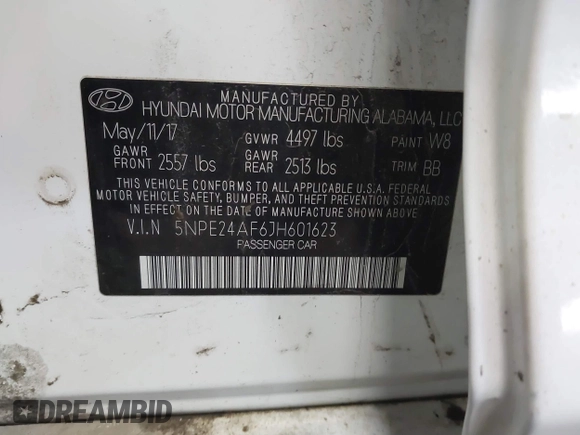 MANUFACTURED BY
HYUNDAI MOTOR MANUFACTURING ALABAMA, LLC
May/11/17 GVWR 4497 lbs PAINT W8
GAWR FRONT 2557 lbs GAWR REAR 2513 lbs TRIM BB
THIS VEHICLE CONFORMS TO ALL APPLICABLE U.S.A. FEDERAL
MOTOR VEHICLE SAFETY, BUMPER, AND THEFT PREVENTION STANDARDS
IN EFFECT ON THE DATE OF MANUFACTURE SHOWN ABOVE.
V.I.N 5NPE24AF6JH601623
PASSENGER CAR
DREAMBID